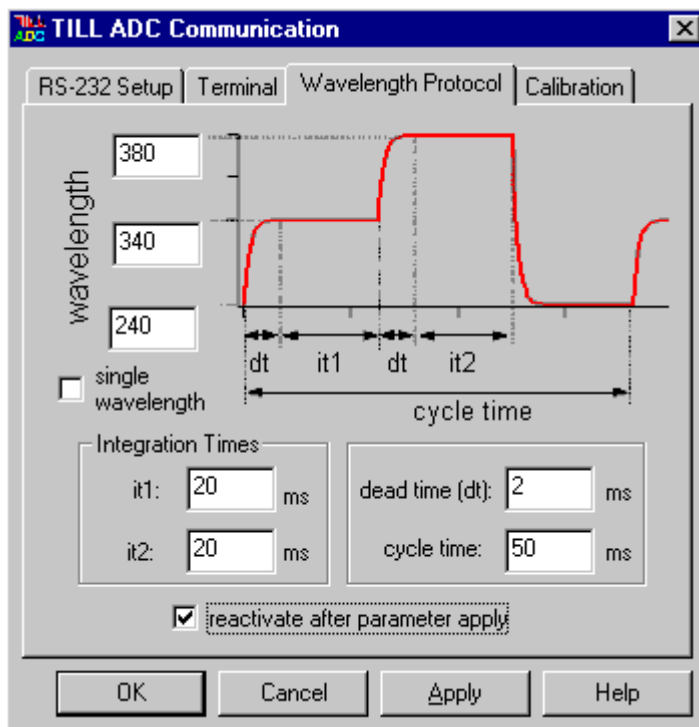 TILL ADC TILL ADC Communication
RS-232 Setup Terminal Wavelength Protocol Calibration
wavelength
380
340
240
dt it1 dt it2
cycle time
single
wavelength
Integration Times
it1: 20 ms
it2: 20 ms
dead time (dt): 2 ms
cycle time: 50 ms
reactivate after parameter apply
OK Cancel Apply Help